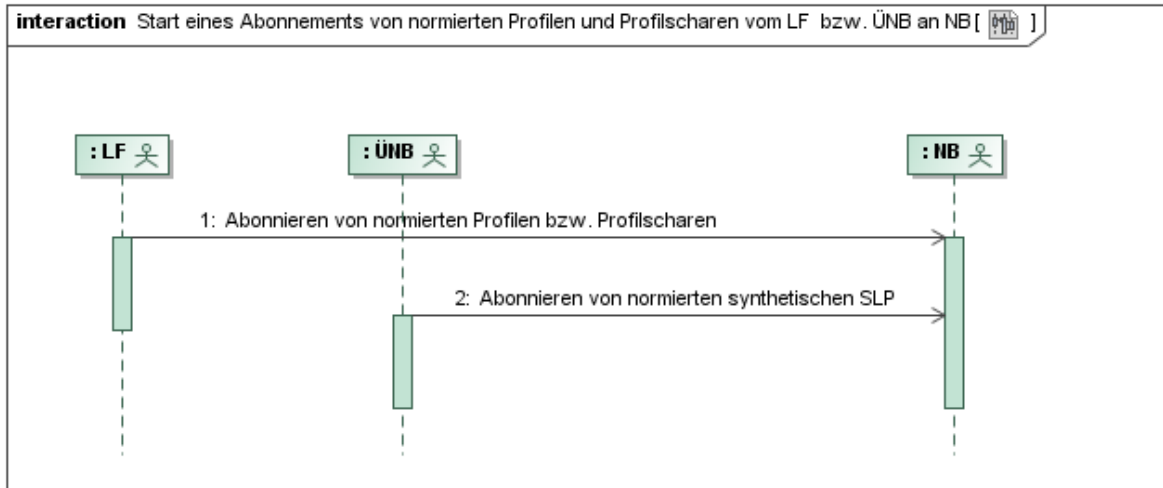 interaction Start eines Abonnements von normierten Profilen und Profilscharen vom LF bzw. ÜNB an NB[ ]
: LF
: ÜNB
: NB
1: Abonnieren von normierten Profilen bzw. Profilscharen
2: Abonnieren von normierten synthetischen SLP